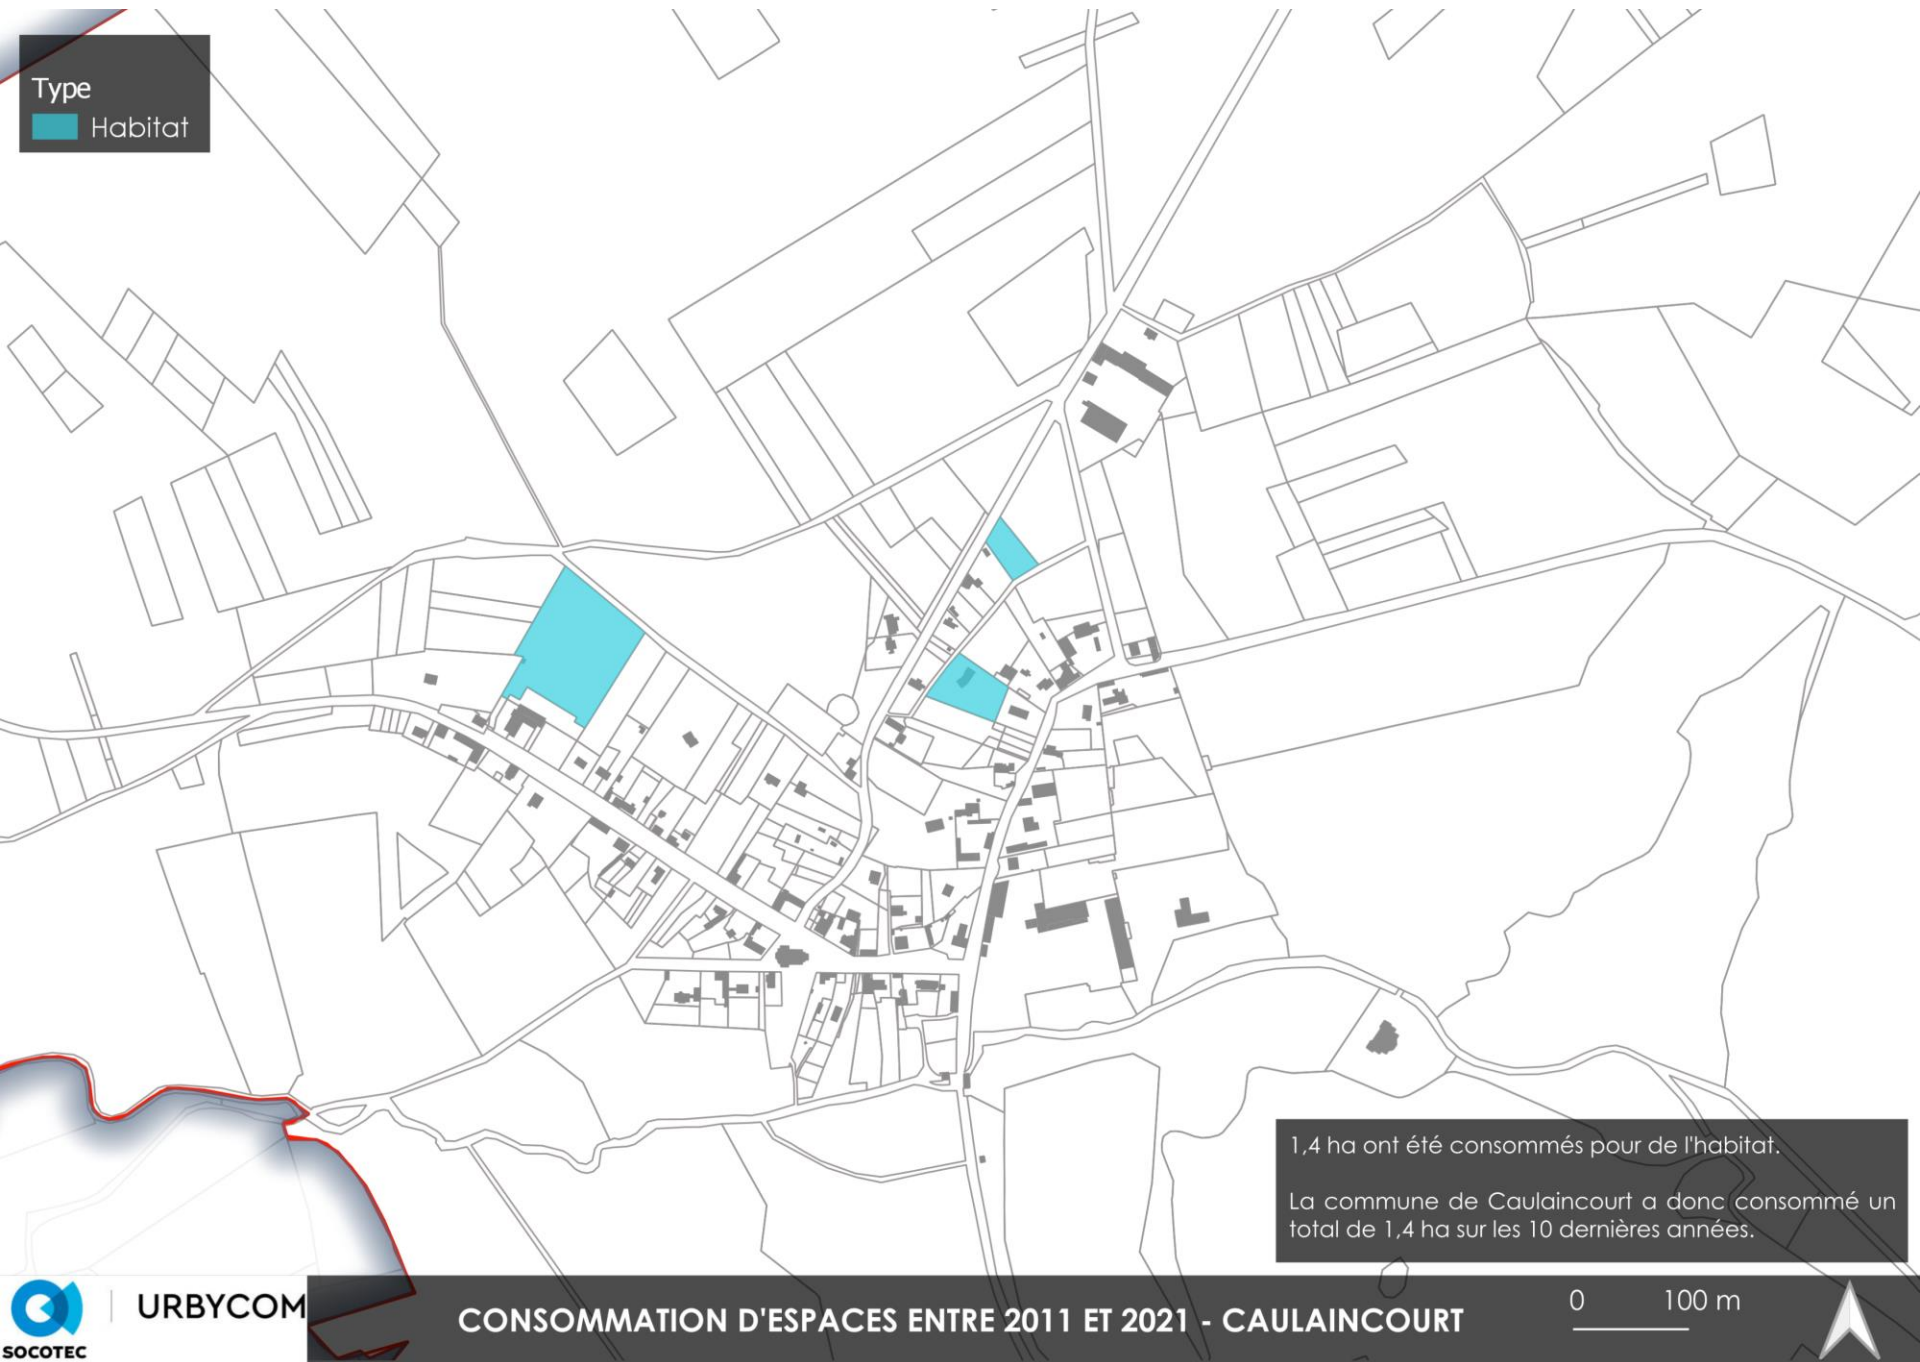 Type
Habitat
1,4 ha ont été consommés pour de l'habitat.
La commune de Caulaincourt a donc consommé un
total de 1,4 ha sur les 10 dernières années.
SOCOTEC
URBYCOM
CONSOMMATION D'ESPACES ENTRE 2011 ET 2021 - CAULAINCOURT
0 100 m